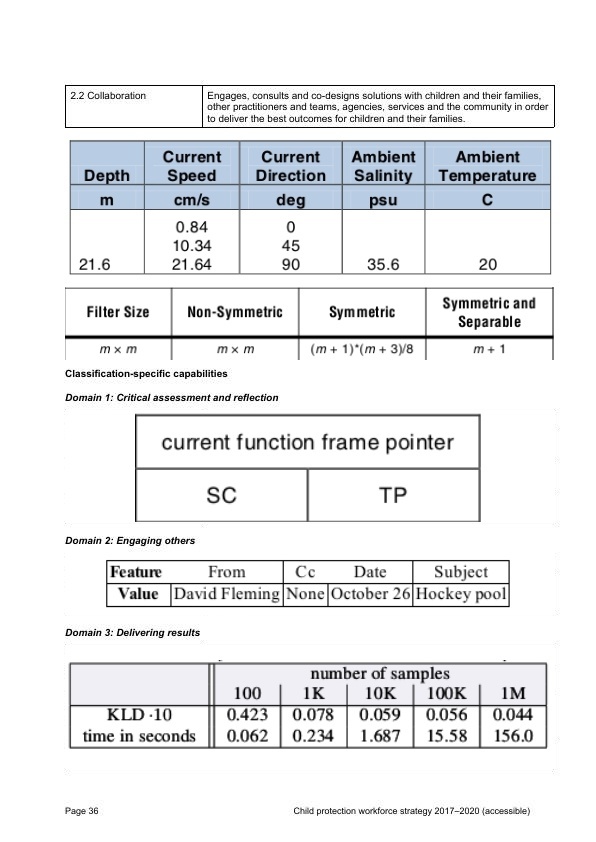 2.2 Collaboration Engages, consults and co-designs solutions with children and their families,
other practitioners and teams, agencies, services and the community in order
to deliver the best outcomes for children and their families.
Depth Current Speed Current Direction Ambient Salinity Ambient Temperature
m cm/s deg psu C
0.84 0
10.34 45
21.6 21.64 90 35.6 20
Filter Size Non-Symmetric Symmetric Symmetric and Separable
m × m m × m (m + 1)*(m + 3)/8 m + 1
Classification-specific capabilities
Domain 1: Critical assessment and reflection
current function frame pointer
SC TP
Domain 2: Engaging others
Feature From Cc Date Subject
Value David Fleming None October 26 Hockey pool
Domain 3: Delivering results
number of samples
100 1K 10K 100K 1M
KLD ·10 0.423 0.078 0.059 0.056 0.044
time in seconds 0.062 0.234 1.687 15.58 156.0
Page 36 Child protection workforce strategy 2017–2020 (accessible)